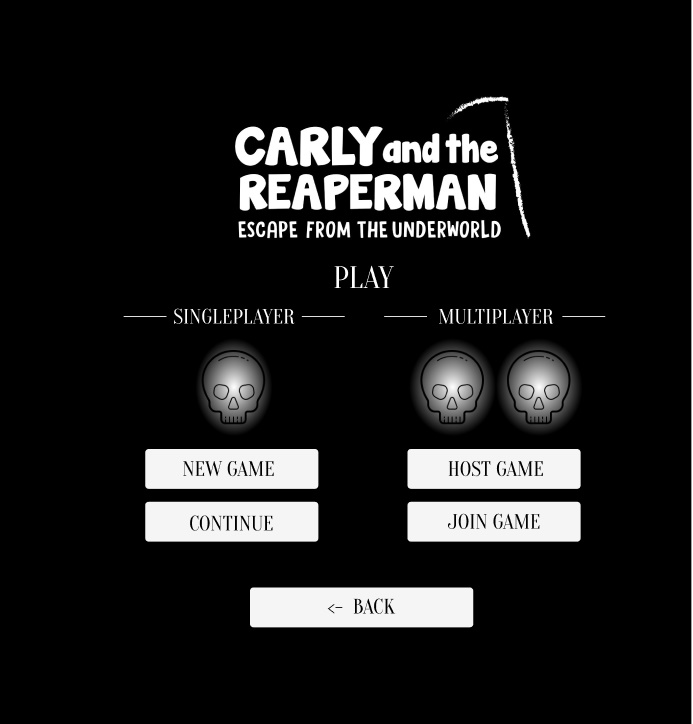 CARLY and the
REAPERMAN
ESCAPE FROM THE UNDERWORLD
PLAY
SINGLEPLAYER
MULTIPLAYER
NEW GAME
HOST GAME
CONTINUE
JOIN GAME
<- BACK